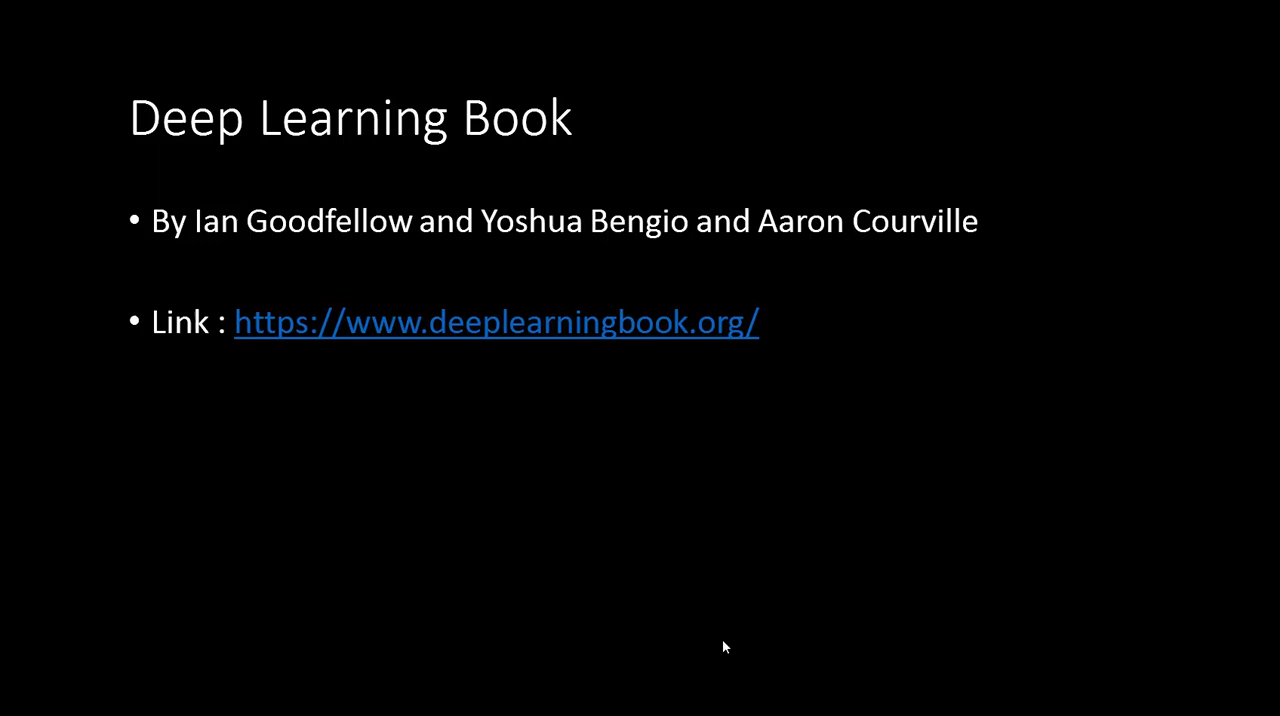 Deep Learning Book
• By Ian Goodfellow and Yoshua Bengio and Aaron Courville
• Link : https://www.deeplearningbook.org/